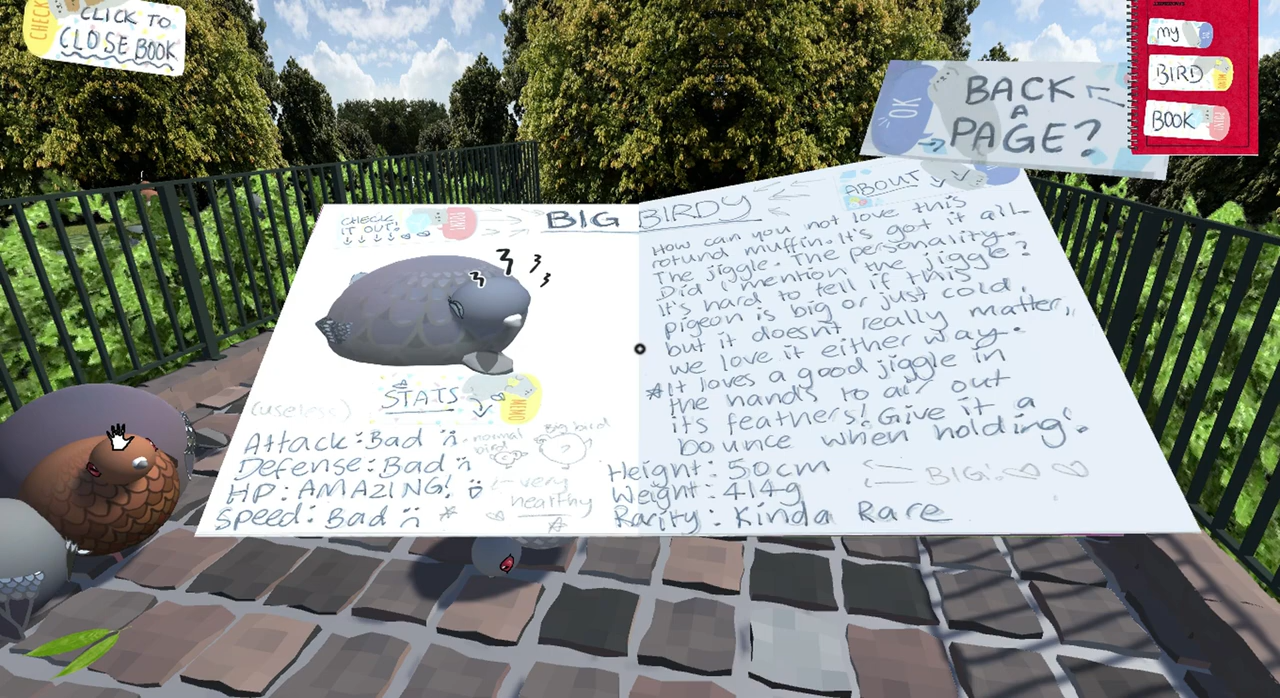 CHECK
CLICK TO
CLOSE BOOK
MY
BIRD
BOOK
OK
BACK
A
PAGE?
CHECK
IT OUT:
BIG BIRDY
ABOUT
How can you not love this
rotund muffin. It's got it all.
The jiggle. The personality.
Did I mention the jiggle?
It's hard to tell if this
pigeon is big or just cold,
but it doesn't really matter,
we love it either way.
*It loves a good jiggle in
the hands to air out
its feathers! Give it a
bounce when holding!
STATS
MEMO
(useless)
Attack: Bad
Defense: Bad
HP: AMAZING!
Speed: Bad
normal
bird
Big bird
very
healthy
Height: 50cm
Weight: 414g
Rarity: Kinda Rare
BIG!